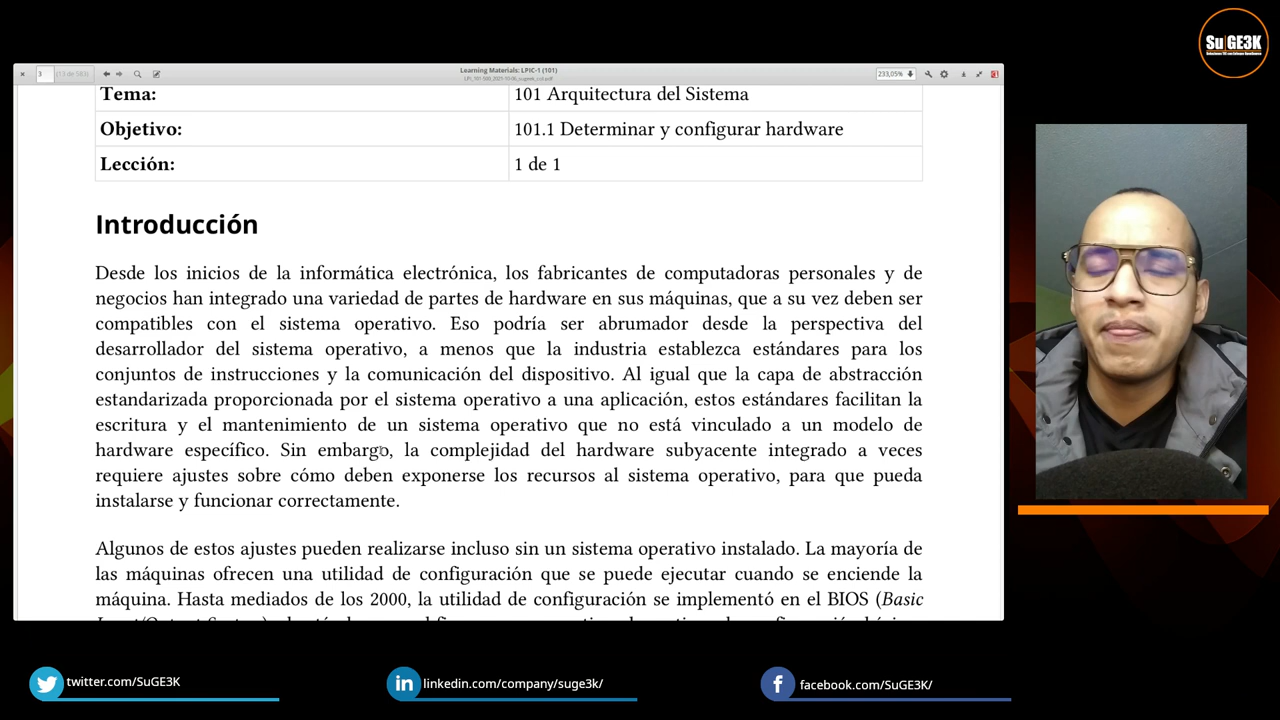 SuGE3K
3
(13 de 583)
Learning Materials: LPIC-1 (101)
233,05%
Tema:
101 Arquitectura del Sistema
Objetivo:
101.1 Determinar y configurar hardware
Lección:
1 de 1
Introducción
Desde los inicios de la informática electrónica, los fabricantes de computadoras personales y de
negocios han integrado una variedad de partes de hardware en sus máquinas, que a su vez deben ser
compatibles con el sistema operativo. Eso podría ser abrumador desde la perspectiva del
desarrollador del sistema operativo, a menos que la industria establezca estándares para los
conjuntos de instrucciones y la comunicación del dispositivo. Al igual que la capa de abstracción
estandarizada proporcionada por el sistema operativo a una aplicación, estos estándares facilitan la
escritura y el mantenimiento de un sistema operativo que no está vinculado a un modelo de
hardware específico. Sin embargo, la complejidad del hardware subyacente integrado a veces
requiere ajustes sobre cómo deben exponerse los recursos al sistema operativo, para que pueda
instalarse y funcionar correctamente.
Algunos de estos ajustes pueden realizarse incluso sin un sistema operativo instalado. La mayoría de
las máquinas ofrecen una utilidad de configuración que se puede ejecutar cuando se enciende la
máquina. Hasta mediados de los 2000, la utilidad de configuración se implementó en el BIOS (Basic
twitter.com/SuGE3K
linkedin.com/company/suge3k/
facebook.com/SuGE3K/